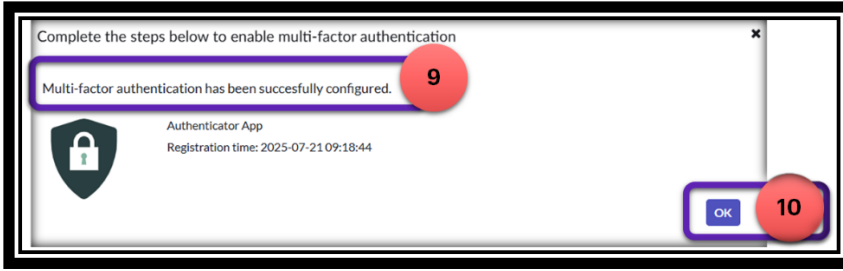 Complete the steps below to enable multi-factor authentication
9
Multi-factor authentication has been succesfully configured.
Authenticator App
Registration time: 2025-07-21 09:18:44
OK
10